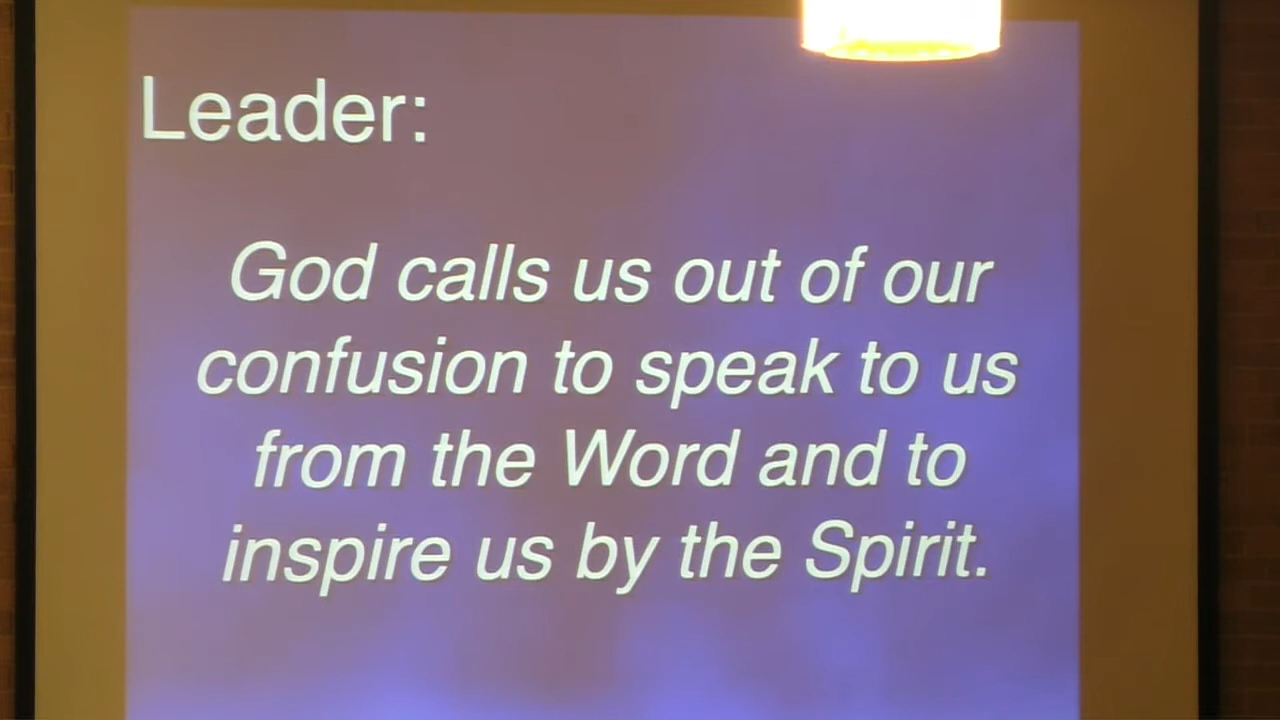 Leader:
God calls us out of our
confusion to speak to us
from the Word and to
inspire us by the Spirit.